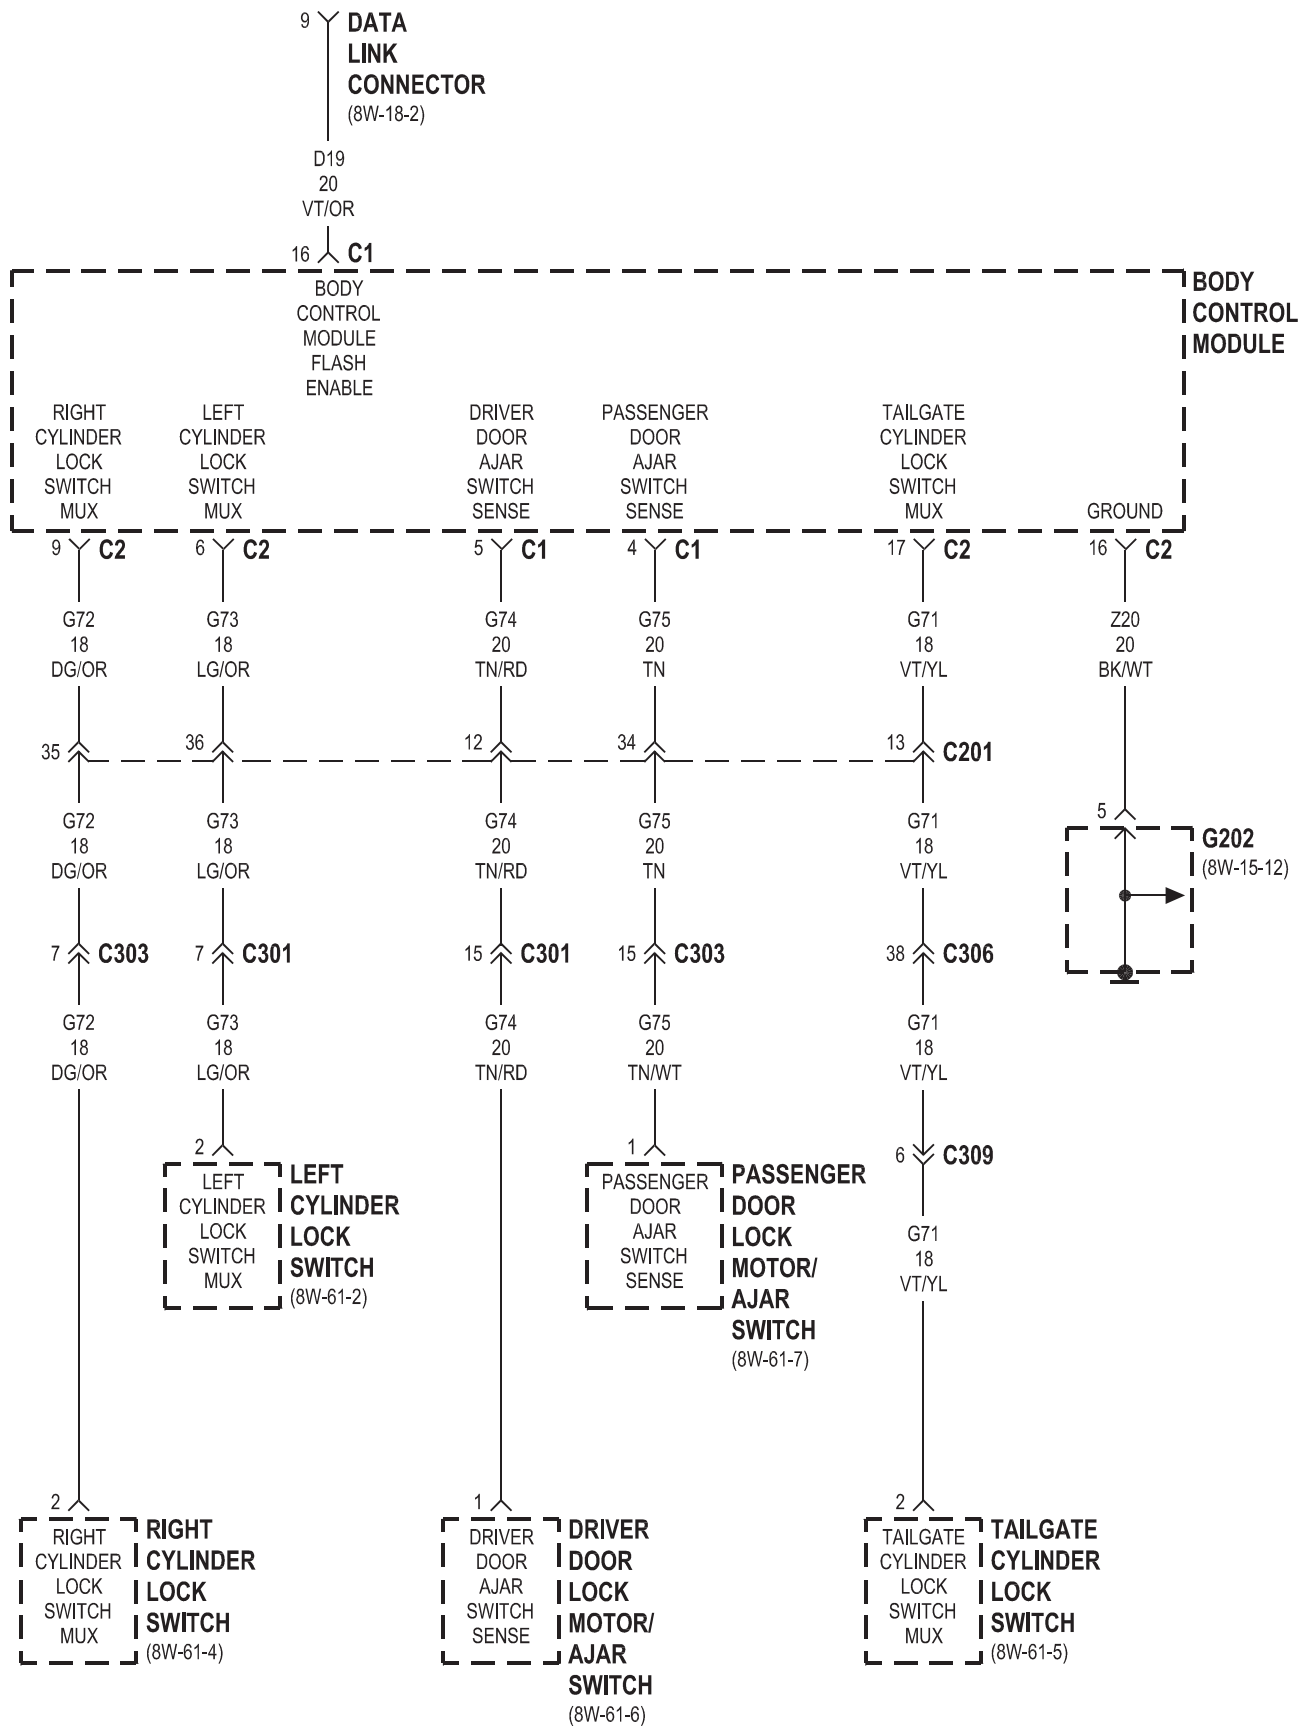 9 DATA
LINK
CONNECTOR
(8W-18-2)
D19
20
VT/OR
16 C1
BODY
CONTROL
MODULE
FLASH
ENABLE
BODY
CONTROL
MODULE
RIGHT
CYLINDER
LOCK
SWITCH
MUX
LEFT
CYLINDER
LOCK
SWITCH
MUX
DRIVER
DOOR
AJAR
SWITCH
SENSE
PASSENGER
DOOR
AJAR
SWITCH
SENSE
TAILGATE
CYLINDER
LOCK
SWITCH
MUX
GROUND
9 C2
6 C2
5 C1
4 C1
17 C2
16 C2
G72
18
DG/OR
G73
18
LG/OR
G74
20
TN/RD
G75
20
TN
G71
18
VT/YL
Z20
20
BK/WT
35
36
12
34
13 C201
G72
18
DG/OR
G73
18
LG/OR
G74
20
TN/RD
G75
20
TN
G71
18
VT/YL
5
G202
(8W-15-12)
7 C303
7 C301
15 C301
15 C303
38 C306
G72
18
DG/OR
G73
18
LG/OR
G74
20
TN/RD
G75
20
TN/WT
G71
18
VT/YL
2
LEFT
CYLINDER
LOCK
SWITCH
MUX
LEFT
CYLINDER
LOCK
SWITCH
(8W-61-2)
1
PASSENGER
DOOR
AJAR
SWITCH
SENSE
PASSENGER
DOOR
LOCK
MOTOR/
AJAR
SWITCH
(8W-61-7)
6 C309
G71
18
VT/YL
2
RIGHT
CYLINDER
LOCK
SWITCH
MUX
RIGHT
CYLINDER
LOCK
SWITCH
(8W-61-4)
1
DRIVER
DOOR
AJAR
SWITCH
SENSE
DRIVER
DOOR
LOCK
MOTOR/
AJAR
SWITCH
(8W-61-6)
2
TAILGATE
CYLINDER
LOCK
SWITCH
MUX
TAILGATE
CYLINDER
LOCK
SWITCH
(8W-61-5)